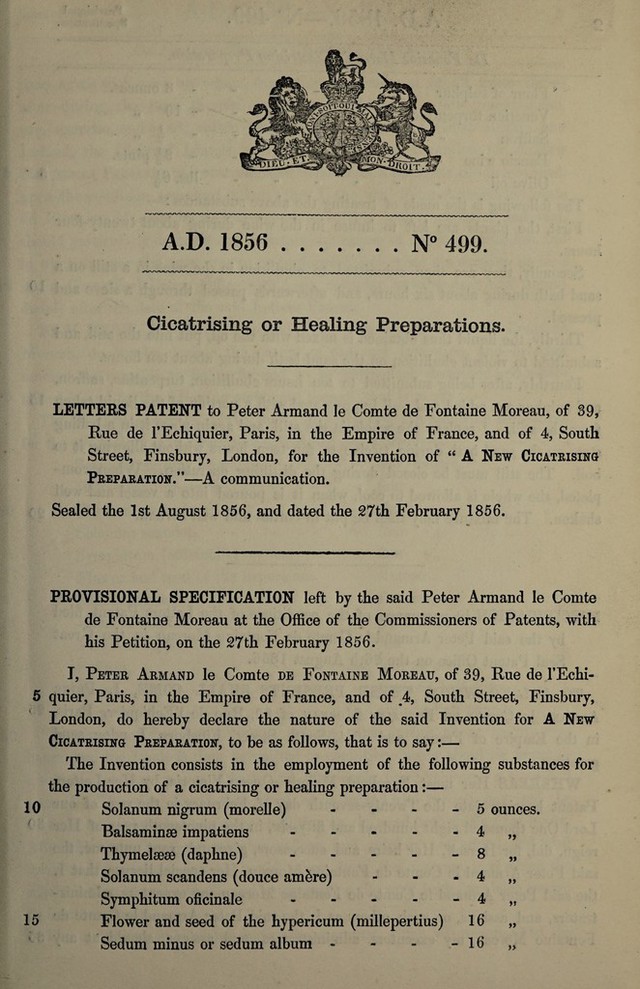 DIEU·ET· MON·DROIT·
A.D. 1856 . . . . . . . N° 499.
Cicatrising or Healing Preparations.
LETTERS PATENT to Peter Armand le Comte de Fontaine Moreau, of 39,
Rue de l'Echiquier, Paris, in the Empire of France, and of 4, South
Street, Finsbury, London, for the Invention of “ A New Cicatrising
Preparation.”—A communication.
Sealed the 1st August 1856, and dated the 27th February 1856.
PROVISIONAL SPECIFICATION left by the said Peter Armand le Comte
de Fontaine Moreau at the Office of the Commissioners of Patents, with
his Petition, on the 27th February 1856.
I, Peter Armand le Comte de Fontaine Moreau, of 39, Rue de l'Echi-
5 quier, Paris, in the Empire of France, and of 4, South Street, Finsbury,
London, do hereby declare the nature of the said Invention for A New
Cicatrising Preparation, to be as follows, that is to say:—
The Invention consists in the employment of the following substances for
the production of a cicatrising or healing preparation:—
10 Solanum nigrum (morelle) - - - - 5 ounces.
Balsaminæ impatiens - - - - - 4 „
Thymelææ (daphne) - - - - - 8 „
Solanum scandens (douce amère) - - - 4 „
Symphitum oficinale - - - - - 4 „
15 Flower and seed of the hypericum (millepertius) 16 „
Sedum minus or sedum album - - - - 16 „